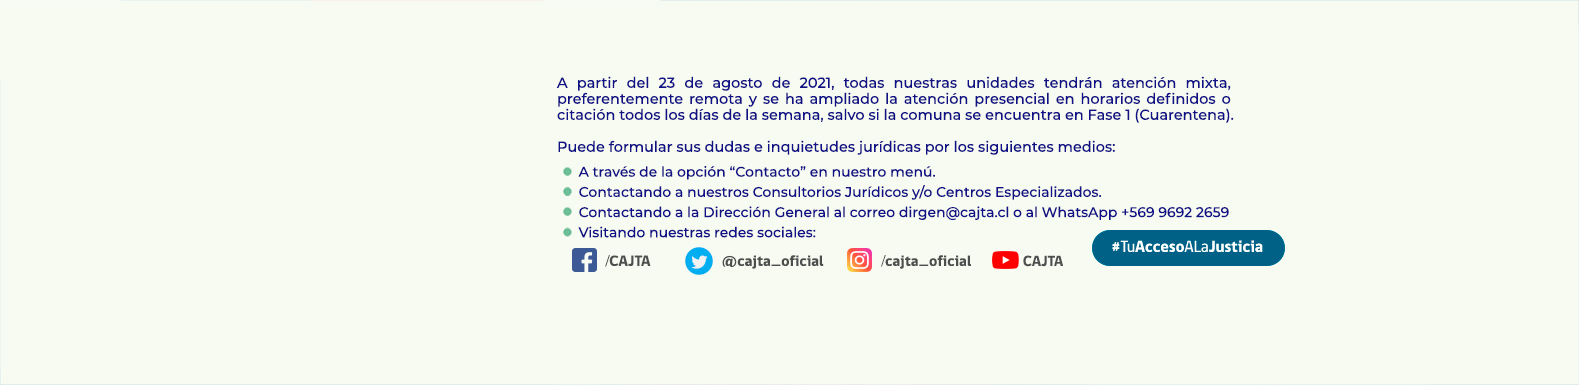 A partir del 23 de agosto de 2021, todas nuestras unidades tendrán atención mixta,
preferentemente remota y se ha ampliado la atención presencial en horarios definidos o
citación todos los días de la semana, salvo si la comuna se encuentra en Fase 1 (Cuarentena).
Puede formular sus dudas e inquietudes jurídicas por los siguientes medios:
A través de la opción “Contacto” en nuestro menú.
Contactando a nuestros Consultorios Jurídicos y/o Centros Especializados.
Contactando a la Dirección General al correo dirgen@cajta.cl o al WhatsApp +569 9692 2659
Visitando nuestras redes sociales:
#TuAccesoALaJusticia
/CAJTA @cajta_oficial /cajta_oficial CAJTA